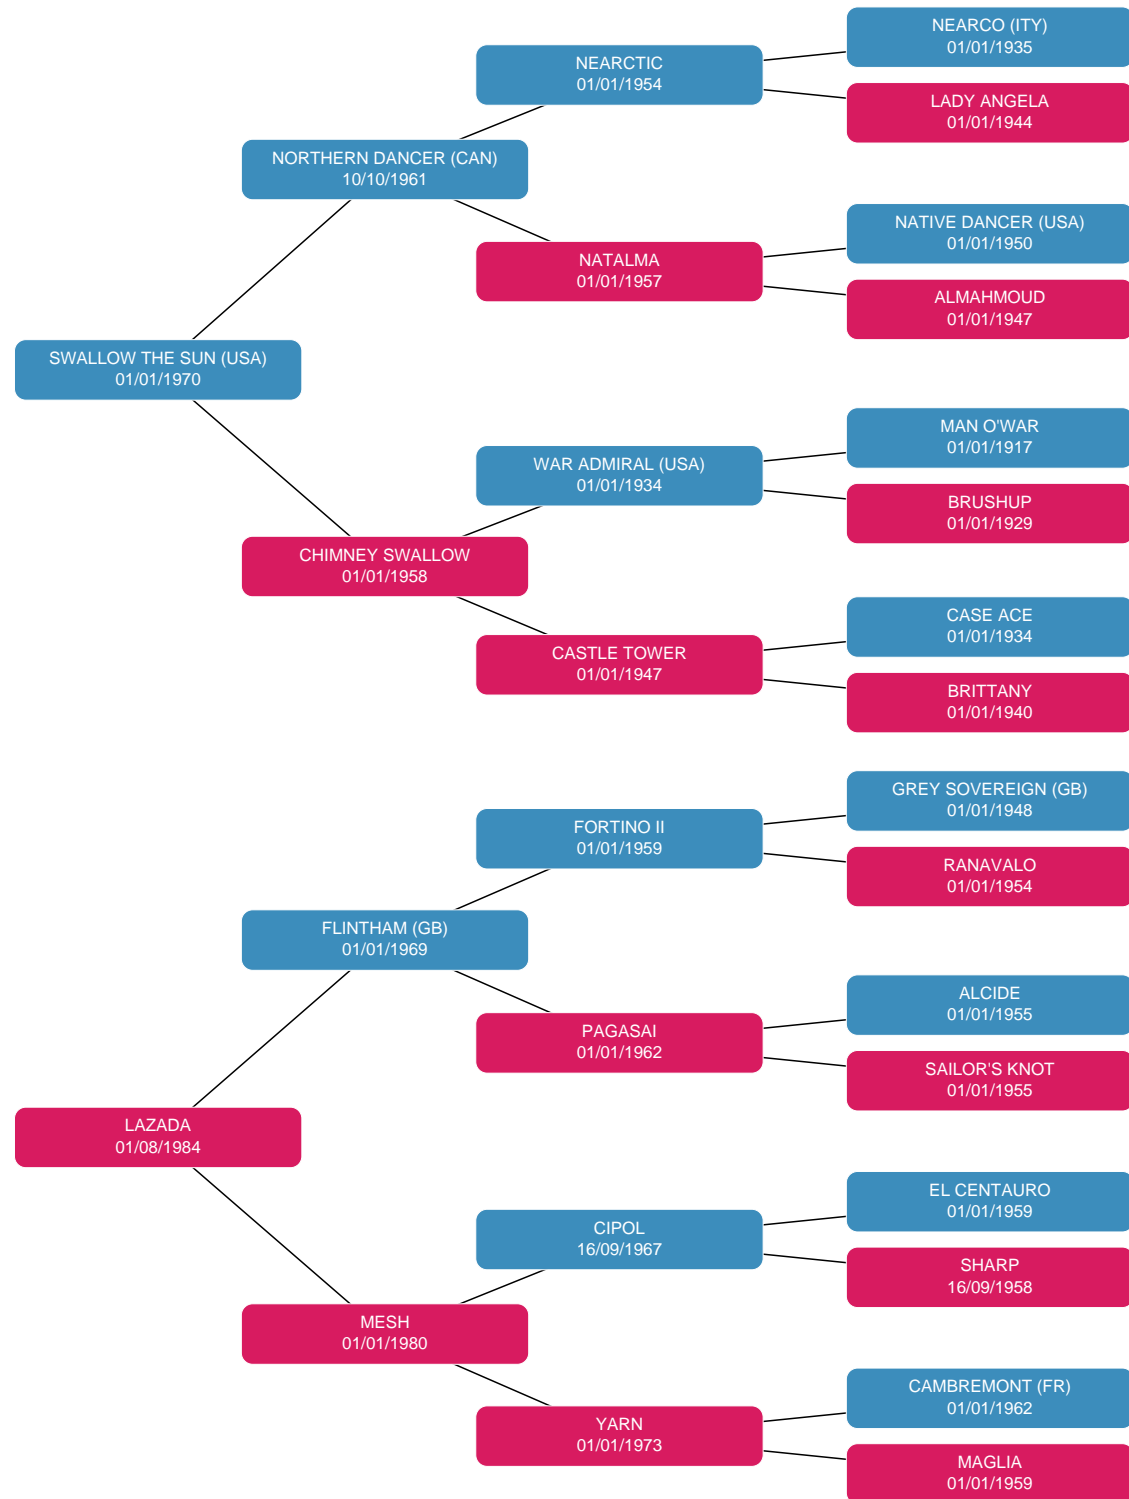 NEARCO (ITY)
01/01/1935
NEARCTIC
01/01/1954
LADY ANGELA
01/01/1944
NORTHERN DANCER (CAN)
10/10/1961
NATIVE DANCER (USA)
01/01/1950
NATALMA
01/01/1957
ALMAHMOUD
01/01/1947
SWALLOW THE SUN (USA)
01/01/1970
MAN O'WAR
01/01/1917
WAR ADMIRAL (USA)
01/01/1934
BRUSHUP
01/01/1929
CHIMNEY SWALLOW
01/01/1958
CASE ACE
01/01/1934
CASTLE TOWER
01/01/1947
BRITTANY
01/01/1940
GREY SOVEREIGN (GB)
01/01/1948
FORTINO II
01/01/1959
RANAVALO
01/01/1954
FLINTHAM (GB)
01/01/1969
ALCIDE
01/01/1955
PAGASAI
01/01/1962
SAILOR'S KNOT
01/01/1955
LAZADA
01/08/1984
EL CENTAURO
01/01/1959
CIPOL
16/09/1967
SHARP
16/09/1958
MESH
01/01/1980
CAMBREMONT (FR)
01/01/1962
YARN
01/01/1973
MAGLIA
01/01/1959